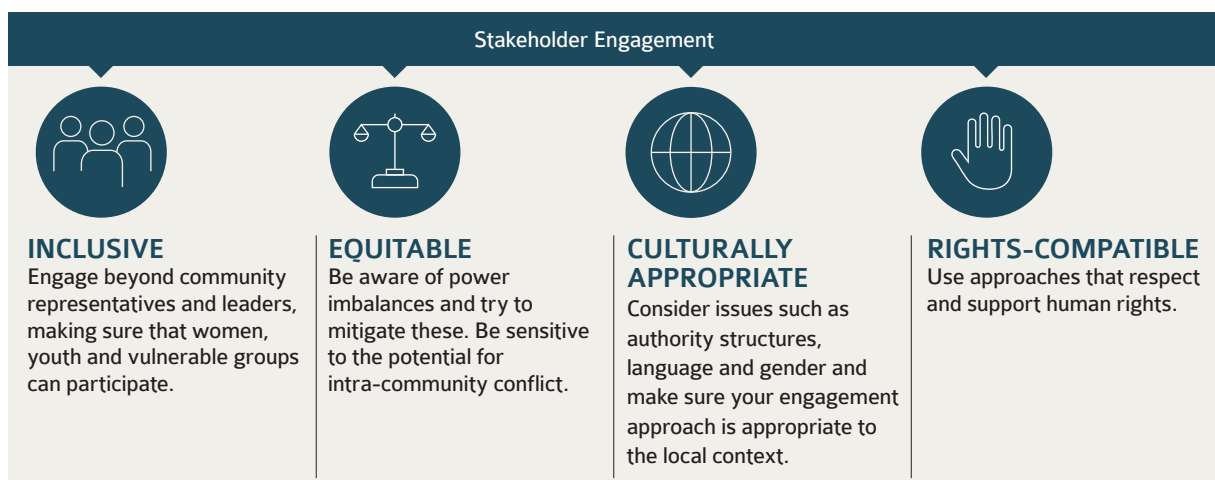 Stakeholder Engagement
INCLUSIVE
Engage beyond community
representatives and leaders,
making sure that women,
youth and vulnerable groups
can participate.
EQUITABLE
Be aware of power
imbalances and try to
mitigate these. Be sensitive
to the potential for
intra-community conflict.
CULTURALLY
APPROPRIATE
Consider issues such as
authority structures,
language and gender and
make sure your engagement
approach is appropriate to
the local context.
RIGHTS-COMPATIBLE
Use approaches that respect
and support human rights.